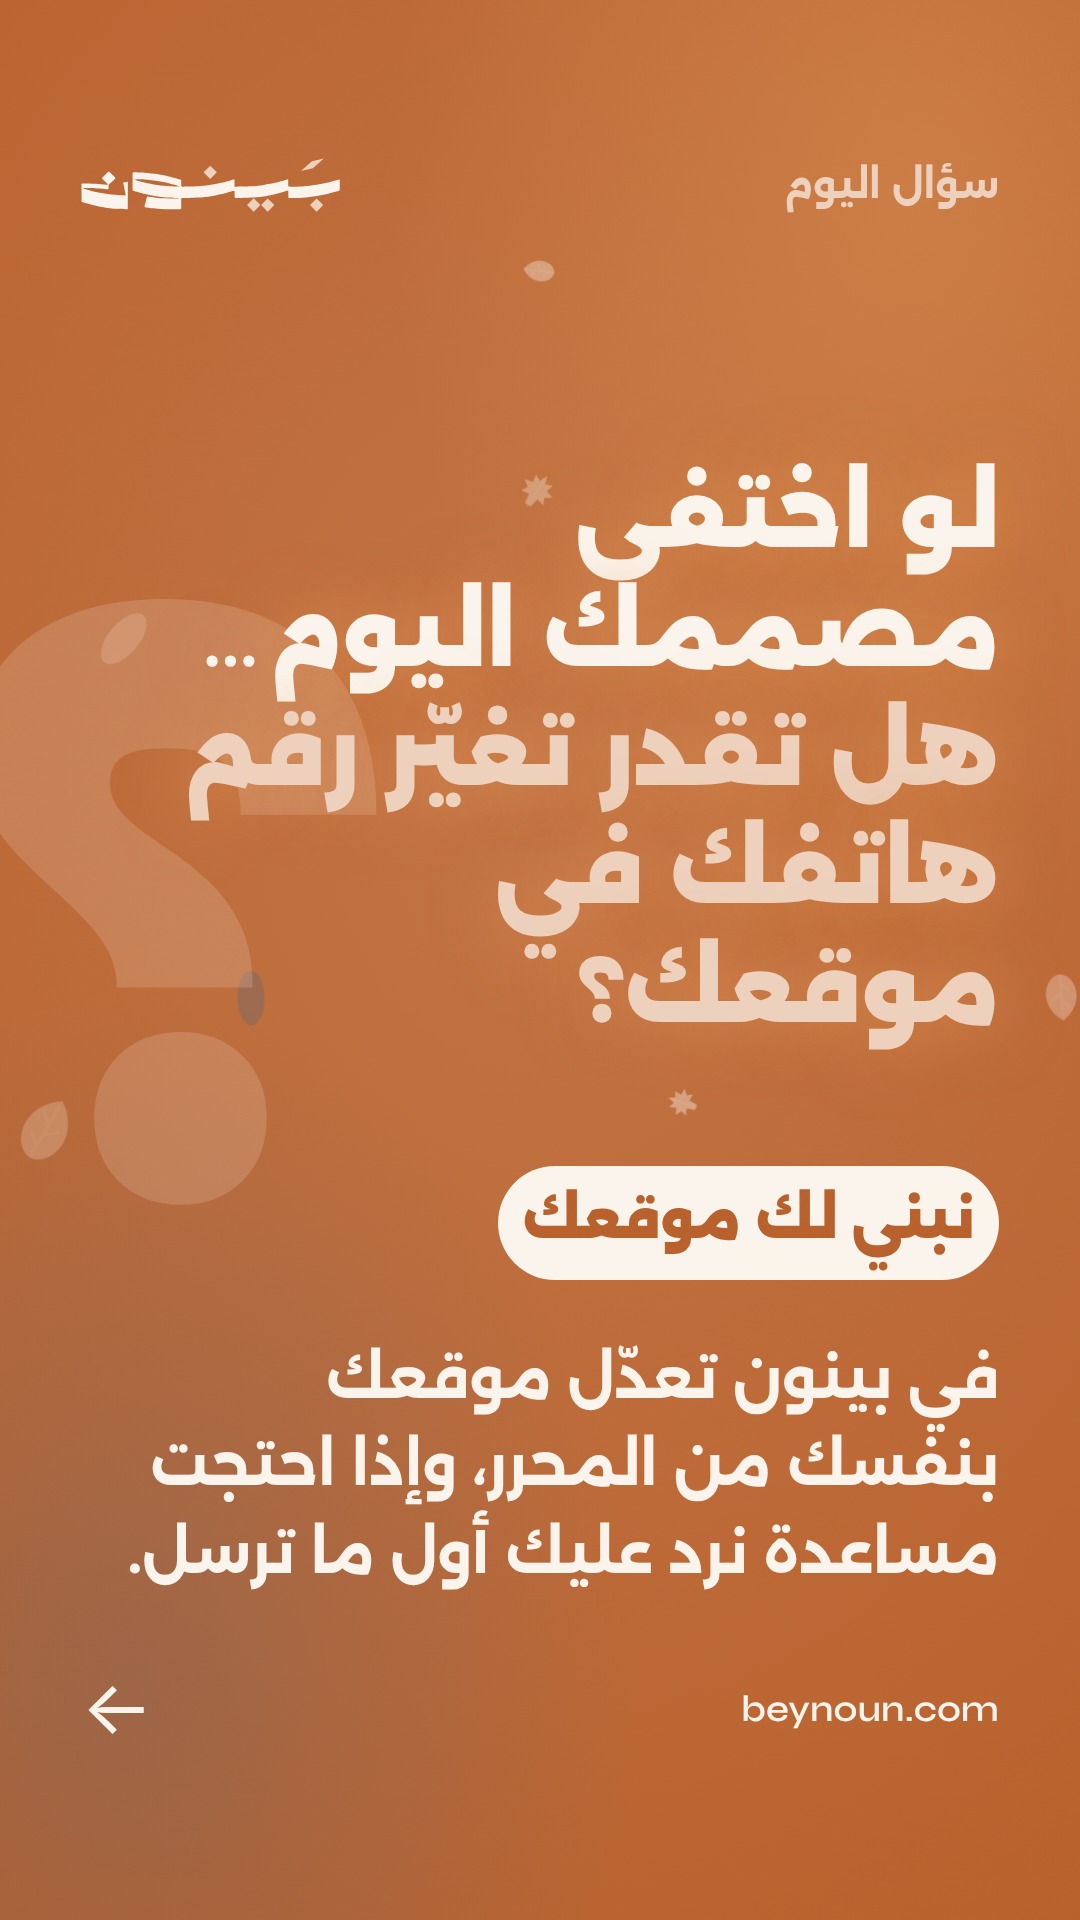 سؤال اليوم
بَينون
لو اختفى
مصممك اليوم...
هل تقدر تغيّر رقم
هاتفك في
موقعك؟
نبني لك موقعك
في بينون تعدّل موقعك
بنفسك من المحرر، وإذا احتجت
مساعدة نرد عليك أول ما ترسل.
beynoun.com